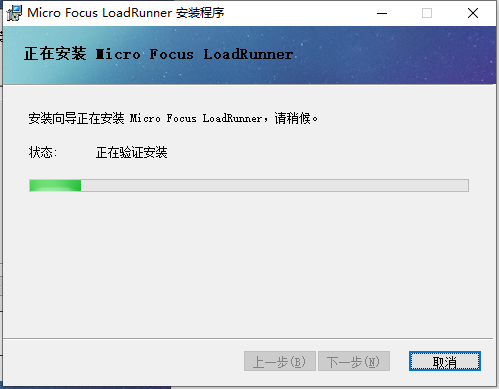 Micro Focus LoadRunner 安装程序
正在安装 Micro Focus LoadRunner
安装向导正在安装 Micro Focus LoadRunner，请稍候。
状态: 正在验证安装
上一步(B) 下一步(N) 取消